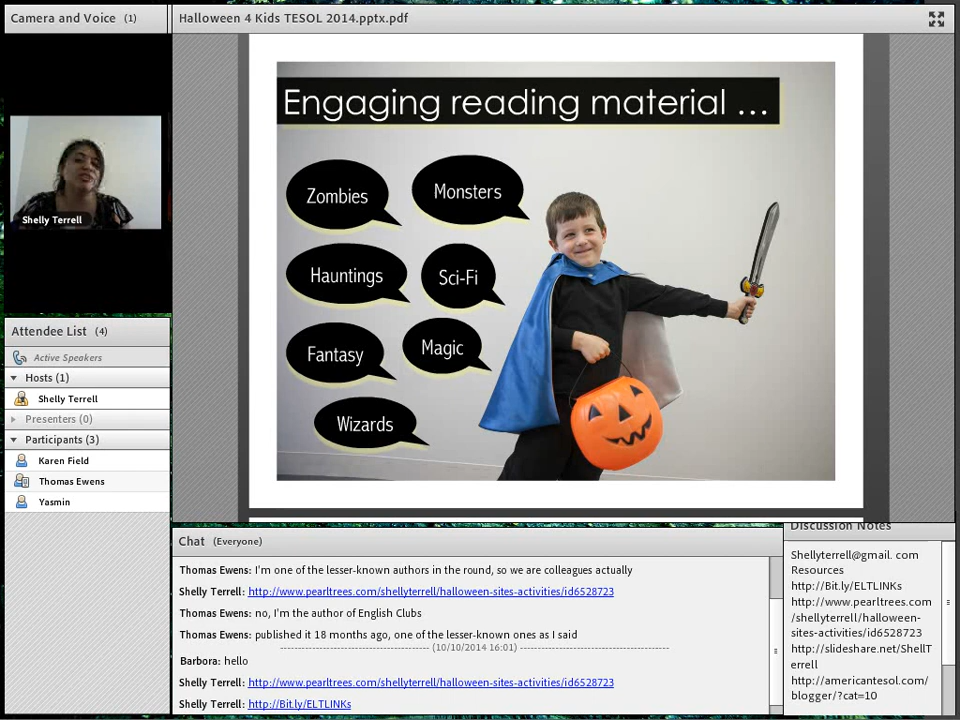 Camera and Voice (1)
Shelly Terrell
Attendee List (4)
Active Speakers
Hosts (1)
Shelly Terrell
Presenters (0)
Participants (3)
Karen Field
Thomas Ewens
Yasmin
Halloween 4 Kids TESOL 2014.pptx.pdf
Engaging reading material ...
Zombies
Monsters
Hauntings
Sci-Fi
Fantasy
Magic
Wizards
Chat (Everyone)
Thomas Ewens: I'm one of the lesser-known authors in the round, so we are colleagues actually
Shelly Terrell: http://www.pearltrees.com/shellyterrell/halloween-sites-activities/id6528723
Thomas Ewens: no, I'm the author of English Clubs
Thomas Ewens: published it 18 months ago, one of the lesser-known ones as I said
(10/10/2014 16:01)
Barbora: hello
Shelly Terrell: http://www.pearltrees.com/shellyterrell/halloween-sites-activities/id6528723
Shelly Terrell: http://Bit.ly/ELTLINKs
Discussion Notes
Shellyterrell@gmail. com
Resources
http://Bit.ly/ELTLINKs
http://www.pearltrees.com
/shellyterrell/halloween-
sites-activities/id6528723
http://slideshare.net/ShellT
errell
http://americantesol.com/
blogger/?cat=10